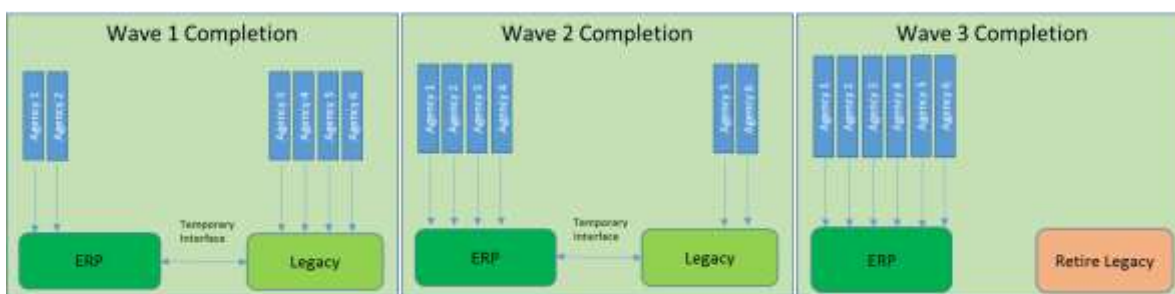 Wave 1 Completion
Agency 1
Agency 2
Agency 3
Agency 4
Agency 5
Agency 6
Temporary
Interface
ERP
Legacy
Wave 2 Completion
Agency 1
Agency 2
Agency 3
Agency 4
Agency 5
Agency 6
Temporary
Interface
ERP
Legacy
Wave 3 Completion
Agency 1
Agency 2
Agency 3
Agency 4
Agency 5
Agency 6
ERP
Retire Legacy